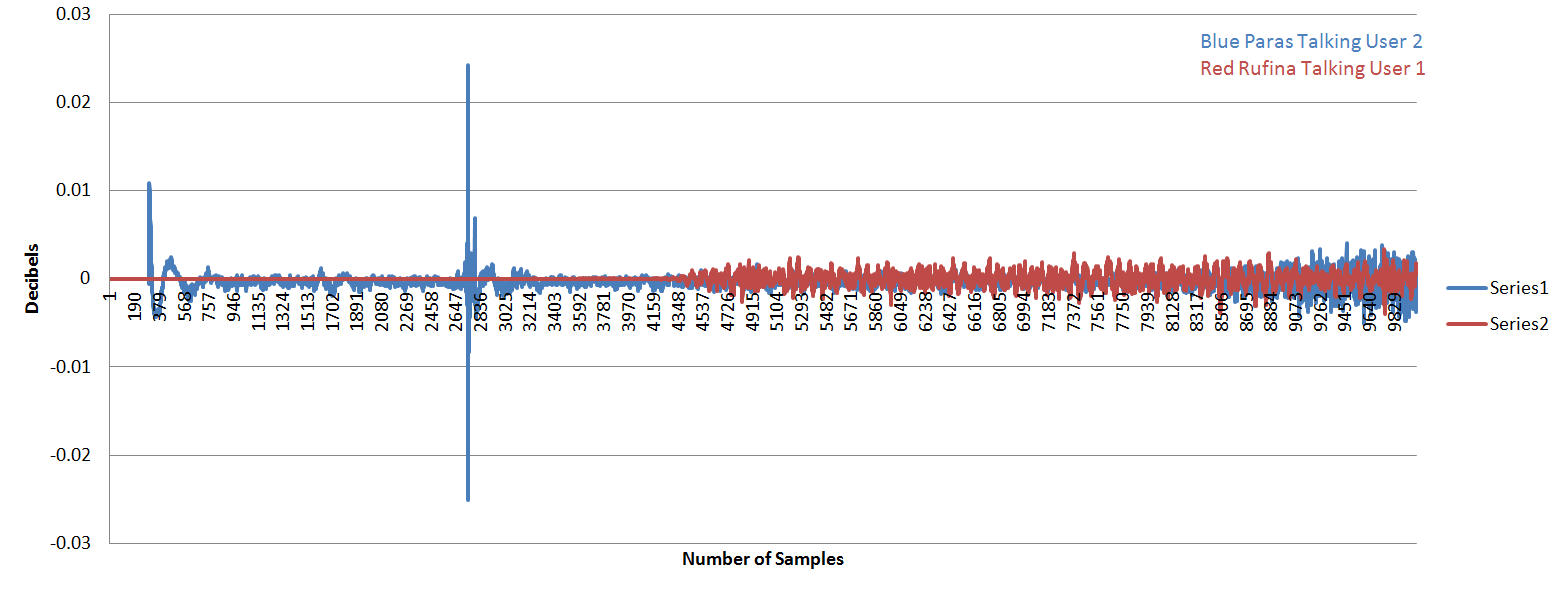 0.03
0.02
0.01
0
-0.01
-0.02
-0.03
Decibels
Blue Paras Talking User 2
Red Rufina Talking User 1
Series1
Series2
1 190 379 568 757 946 1135 1324 1513 1702 1891 2080 2269 2458 2647 2836 3025 3214 3403 3592 3781 3970 4159 4348 4537 4726 4915 5104 5293 5482 5671 5860 6049 6238 6427 6616 6805 6994 7183 7372 7561 7750 7939 8128 8317 8506 8695 8884 9073 9262 9451 9640 9829
Number of Samples